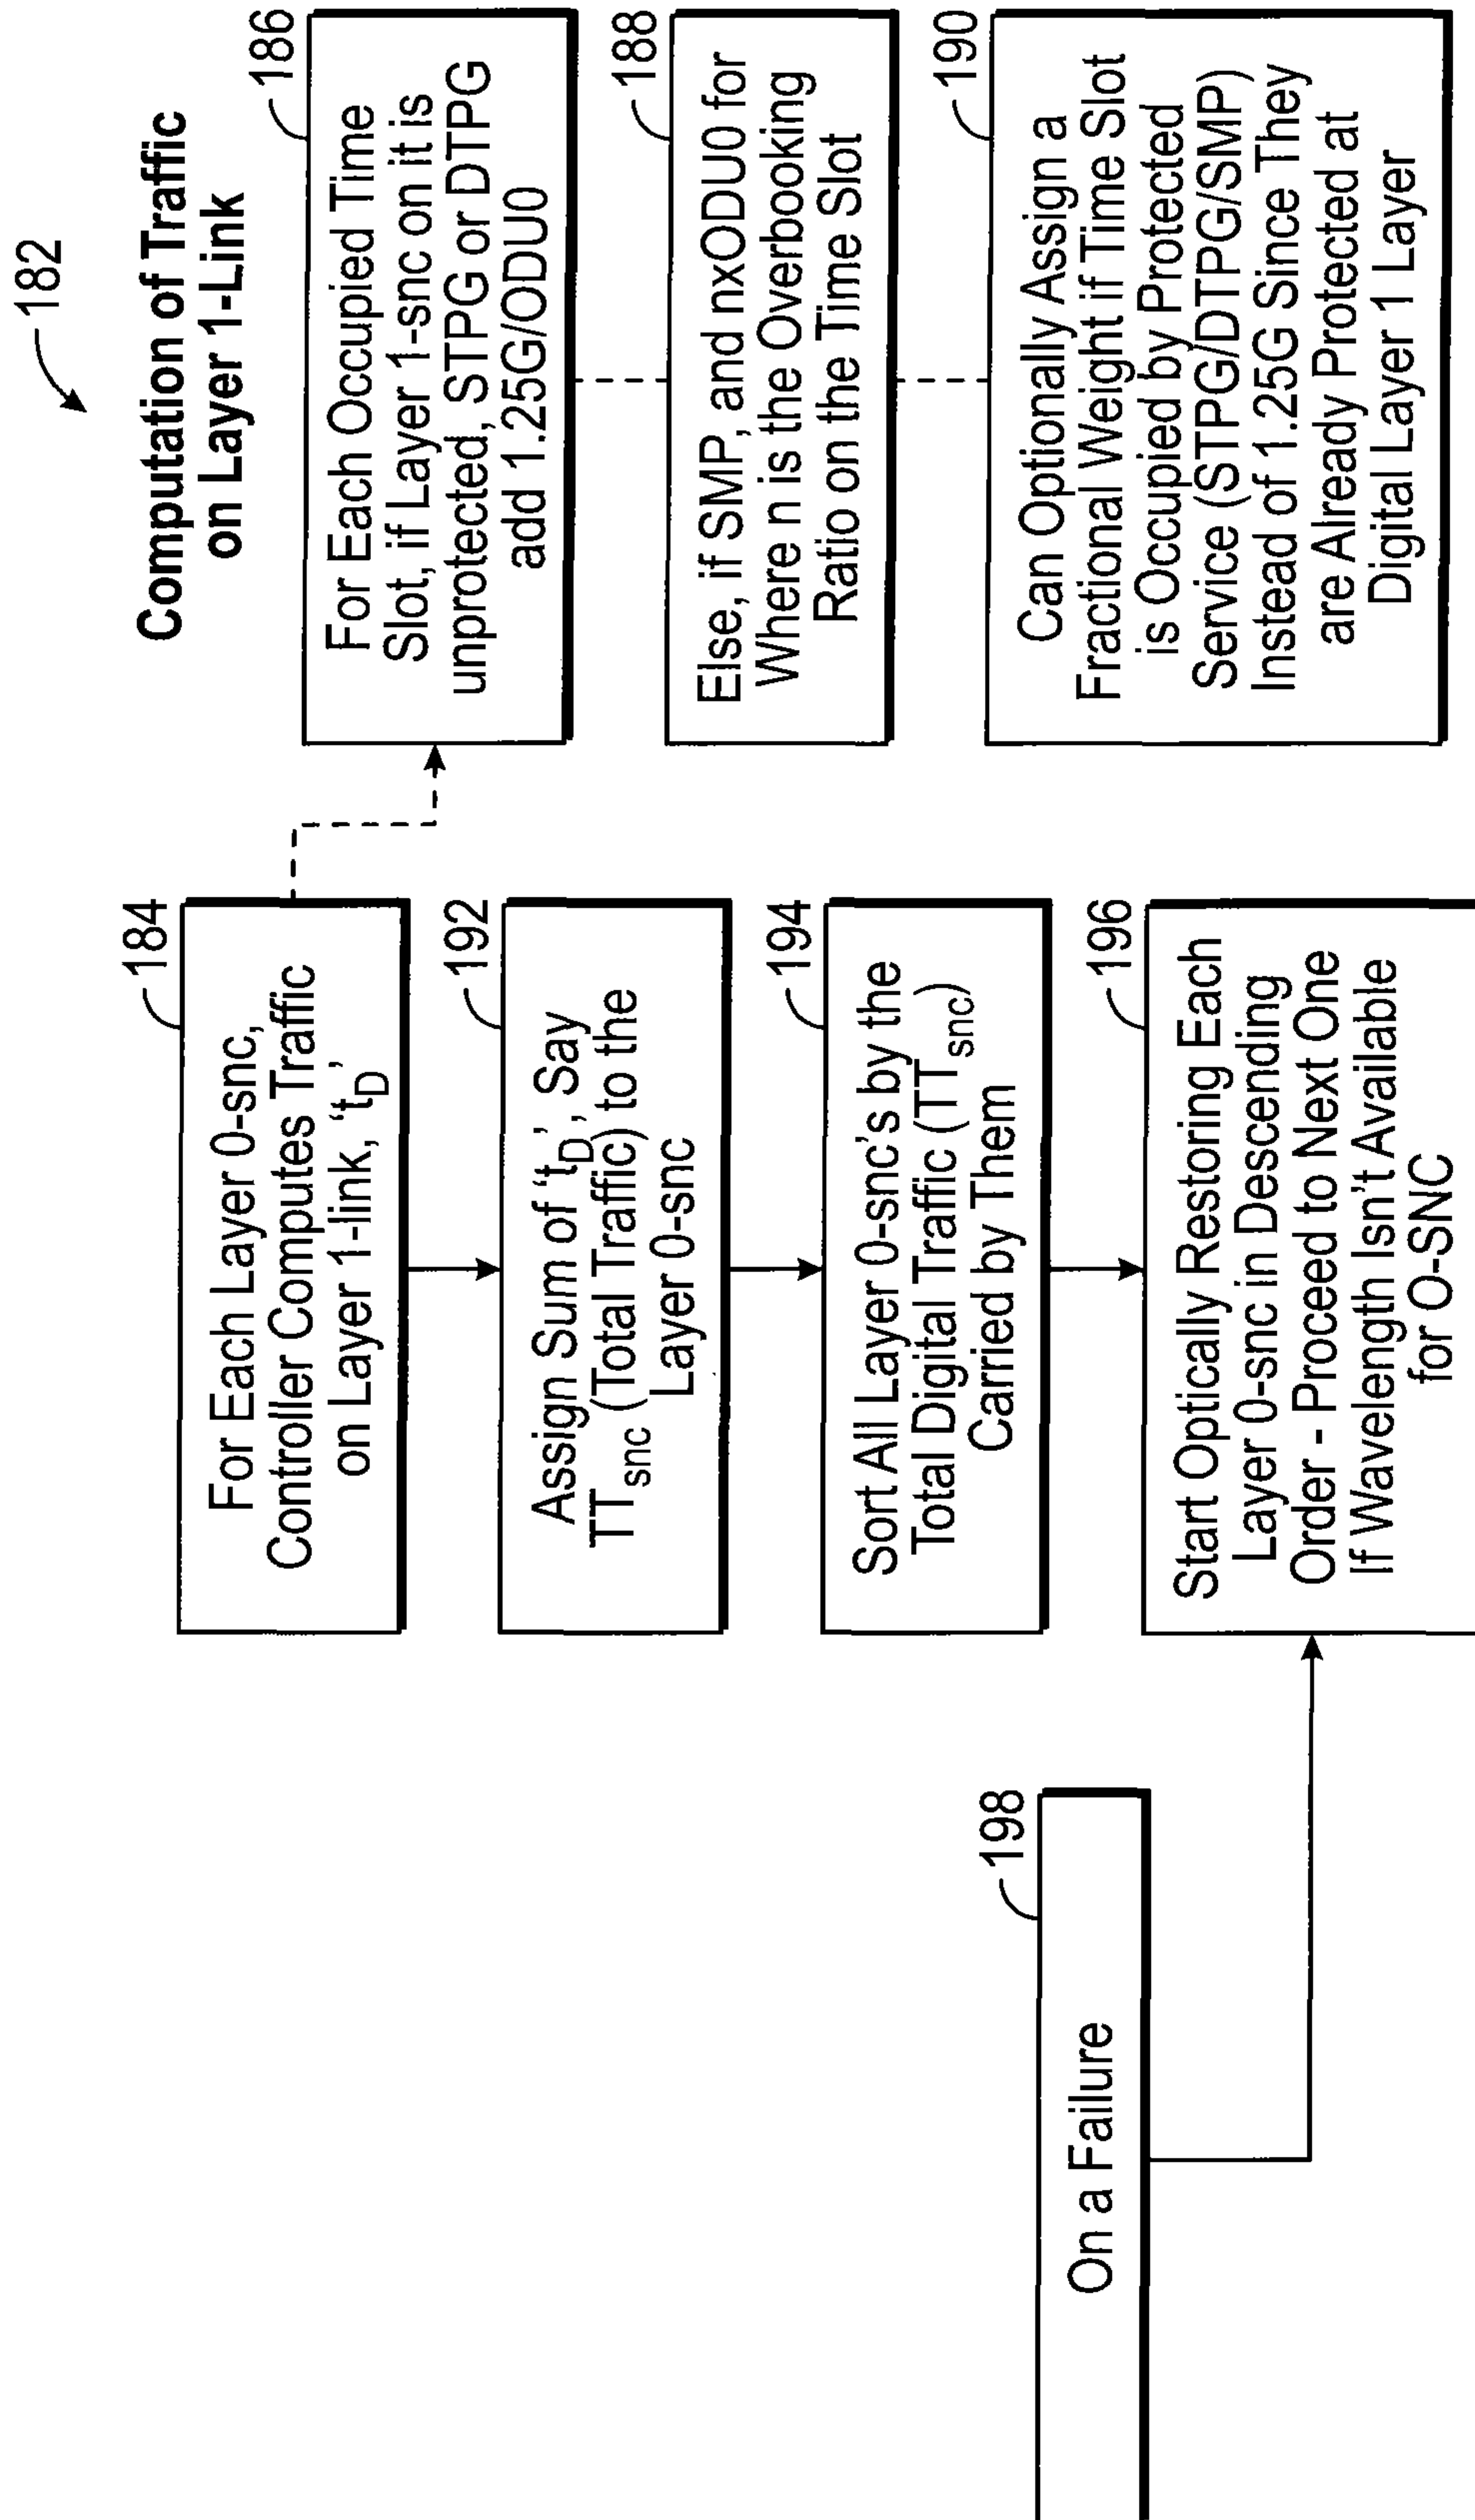 182
Computation of Traffic
on Layer 1-Link
184
For Each Layer 0-snc,
Controller Computes Traffic
on Layer 1-link, ‘tD’
192
Assign Sum of ‘tD’ Say
TTsnc (Total Traffic) to the
Layer 0-snc
194
Sort All Layer 0-snc's by the
Total Digital Traffic (TTsnc)
Carried by Them
196
Start Optically Restoring Each
Layer 0-snc in Descending
Order - Proceed to Next One
If Wavelength Isn't Available
for O-SNC
198
On a Failure
186
For Each Occupied Time
Slot, if Layer 1-snc on it is
unprotected, STPG or DTPG
add 1.25G/ODU0
188
Else, if SMP, and nxODU0 for
Where n is the Overbooking
Ratio on the Time Slot
190
Can Optionally Assign a
Fractional Weight if Time Slot
is Occupied by Protected
Service (STPG/DTPG/SMP)
Instead of 1.25G Since They
are Already Protected at
Digital Layer 1 Layer